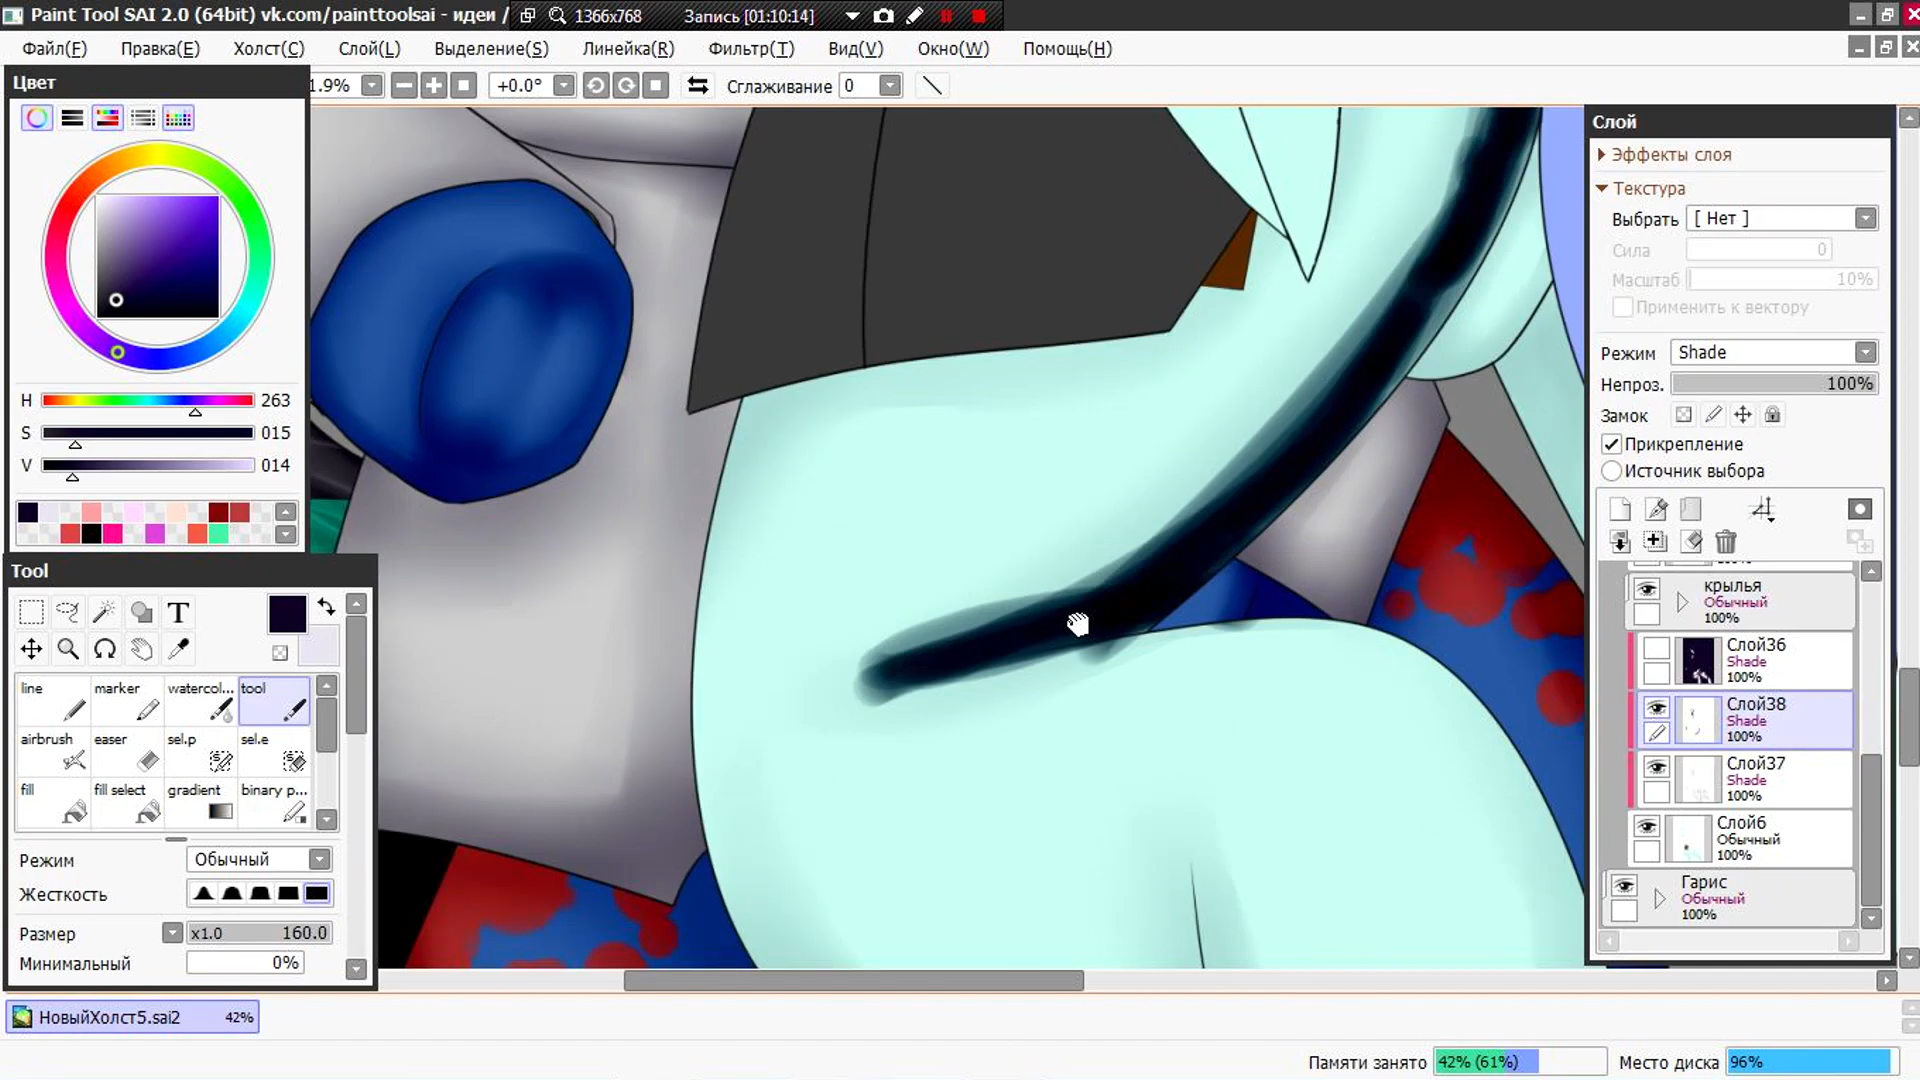 Paint Tool SAI 2.0 (64bit) vk.com/painttoolsai - идеи /
1366x768
Запись [01:10:14]
Файл(F) Правка(E) Холст(C) Слой(L) Выделение(S) Линейка(R) Фильтр(T) Вид(V) Окно(W) Помощь(H)
Цвет
1.9%
+0.0°
Сглаживание 0
H 263
S 015
V 014
Tool
T
line marker watercol... tool
airbrush easer sel.p sel.e
fill fill select gradient binary p...
Режим Обычный
Жесткость
Размер x1.0 160.0
Минимальный 0%
Слой
Эффекты слоя
Текстура
Выбрать [ Нет ]
Сила 0
Масштаб 10%
Применить к вектору
Режим Shade
Непроз. 100%
Замок
Прикрепление
Источник выбора
крылья
Обычный
100%
Слой36
Shade
100%
Слой38
Shade
100%
Слой37
Shade
100%
Слой6
Обычный
100%
Гарис
Обычный
100%
НовыйХолст5.sai2 42%
Памяти занято 42% (61%) Место диска 96%